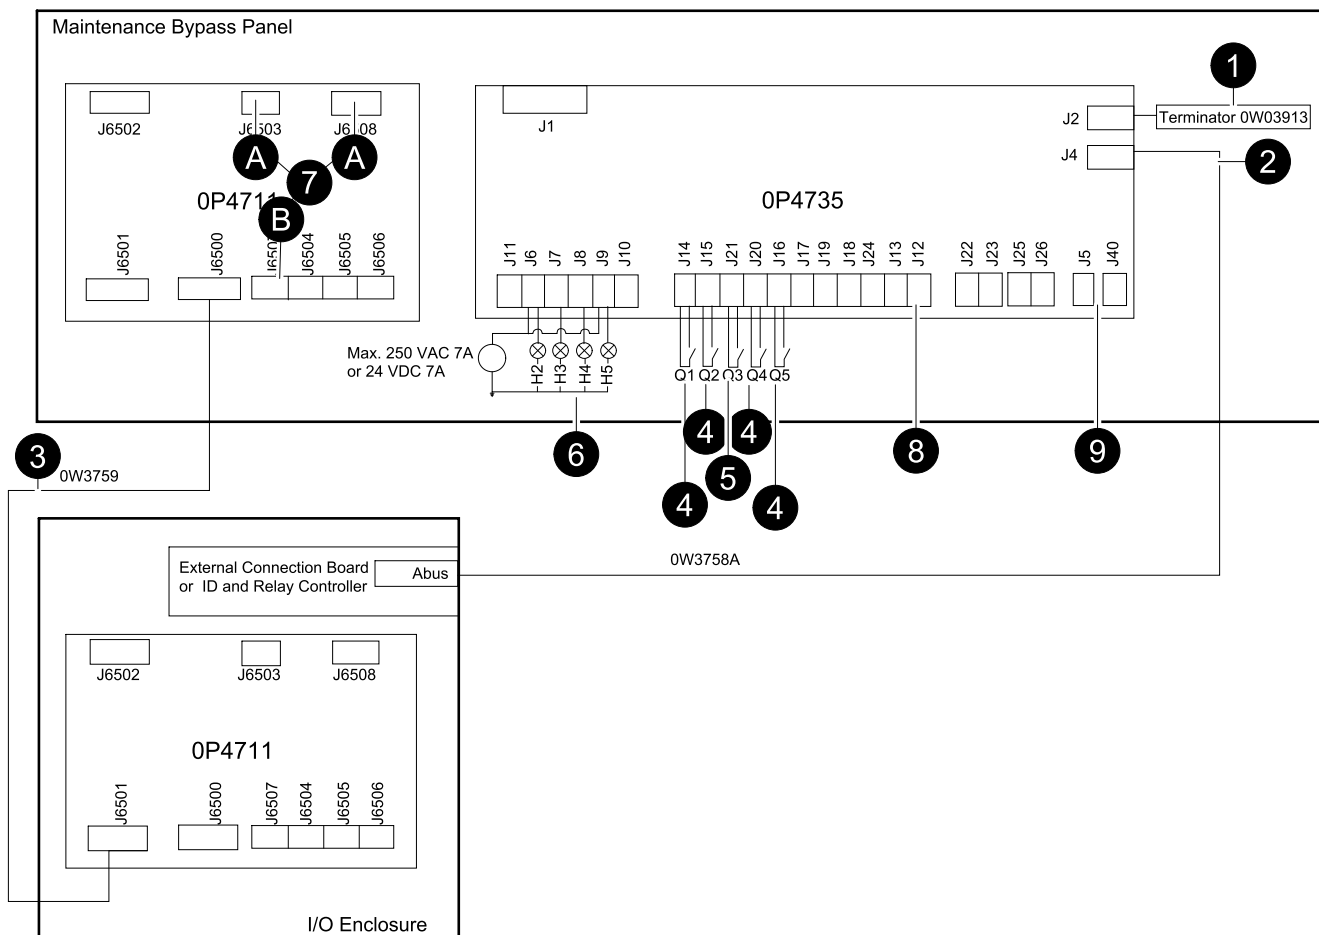 Maintenance Bypass Panel
1
J6502
J6503
J6508
J1
J2
Terminator 0W03913
A
A
J4
2
7
0P4711
0P4735
B
J6501
J6500
J6504
J6505
J6506
J11
J6
J7
J8
J9
J10
J14
J15
J21
J20
J16
J17
J19
J18
J24
J13
J12
J22
J23
J25
J26
J5
J40
Max. 250 VAC 7A
or 24 VDC 7A
H2
H3
H4
H5
Q1
Q2
Q3
Q4
Q5
3
0W3759
6
4
4
8
9
5
4
4
0W3758A
External Connection Board
or ID and Relay Controller
Abus
J6502
J6503
J6508
0P4711
J6501
J6500
J6507
J6504
J6505
J6506
I/O Enclosure